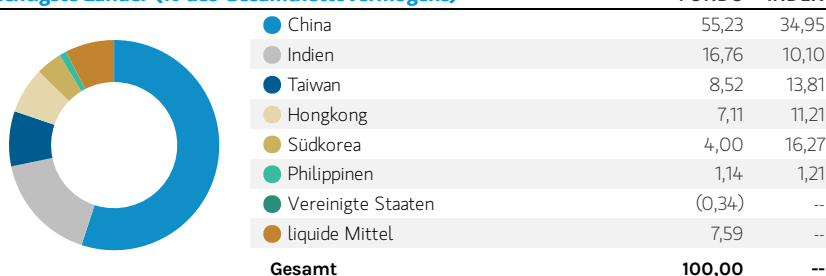 China 55,23 34,95
Indien 16,76 10,10
Taiwan 8,52 13,81
Hongkong 7,11 11,21
Südkorea 4,00 16,27
Philippinen 1,14 1,21
Vereinigte Staaten (0,34) --
liquide Mittel 7,59 --
Gesamt 100,00 --